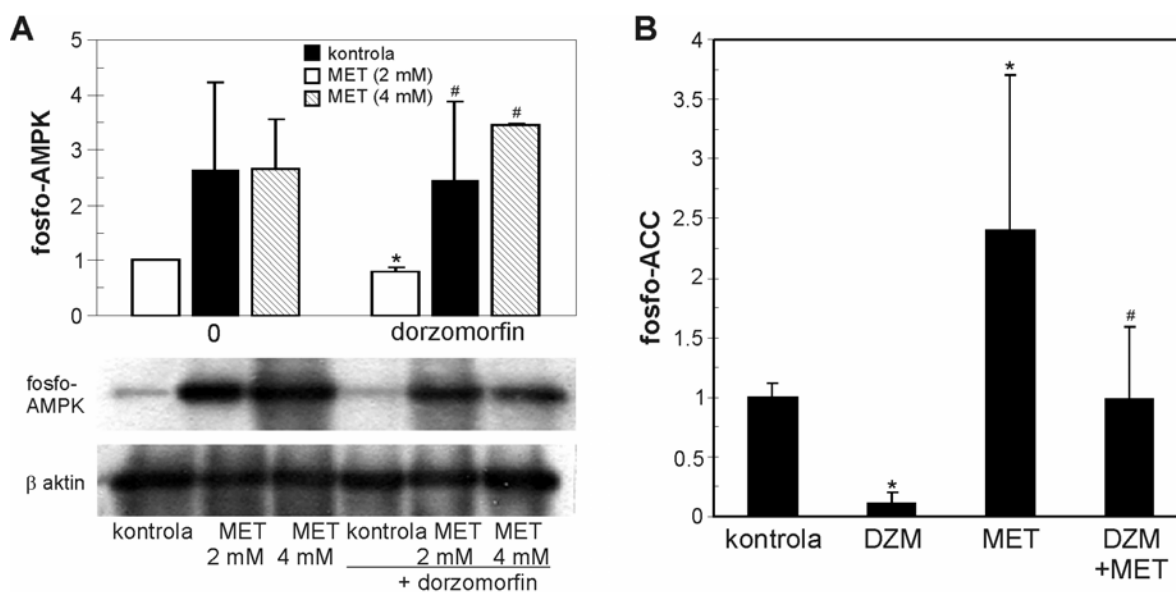 A
fosfo-AMPK
5
4
3
2
1
0
kontrola
MET (2 mM)
MET (4 mM)
*
#
#
0
dorzomorfin
fosfo-
AMPK
β aktin
kontrola MET MET kontrola MET MET
2 mM 4 mM 2 mM 4 mM
+ dorzomorfin
B
fosfo-ACC
4
3.5
3
2.5
2
1.5
1
0.5
0
*
*
#
kontrola DZM MET DZM
+MET